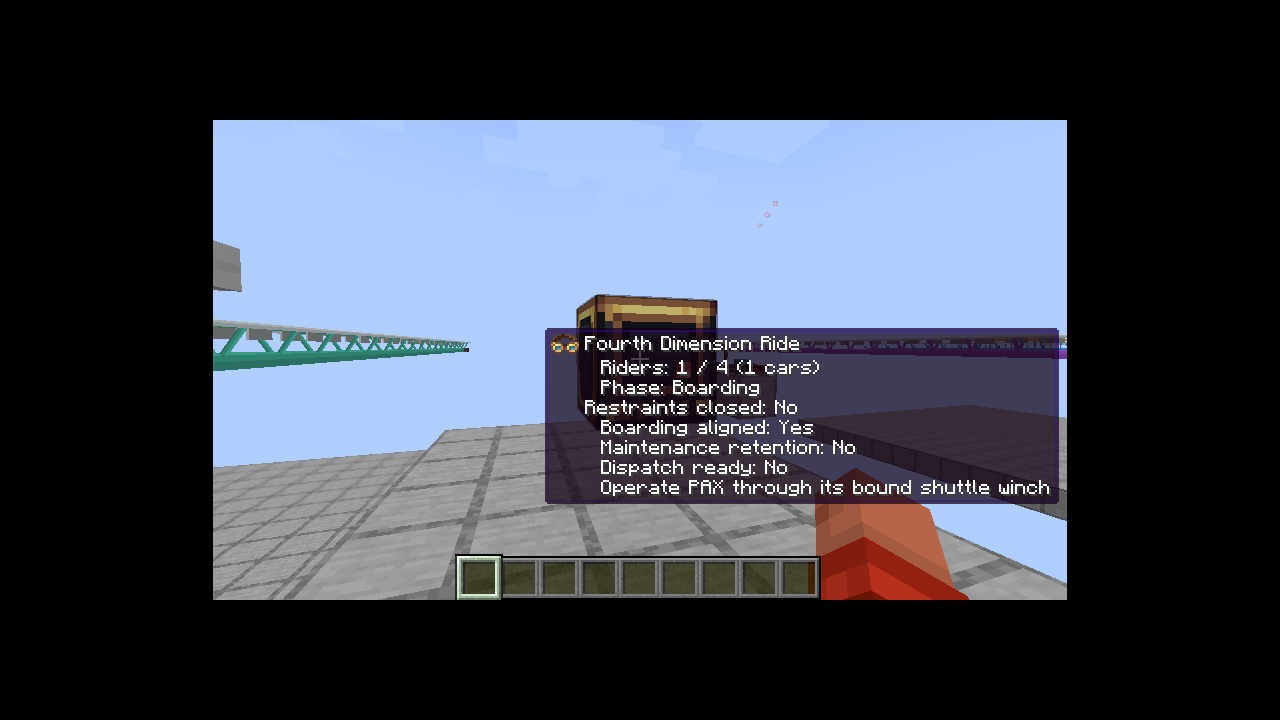 Fourth Dimension Ride
Riders: 1 / 4 (1 cars)
Phase: Boarding
Restraints closed: No
Boarding aligned: Yes
Maintenance retention: No
Dispatch ready: No
Operate PAX through its bound shuttle winch